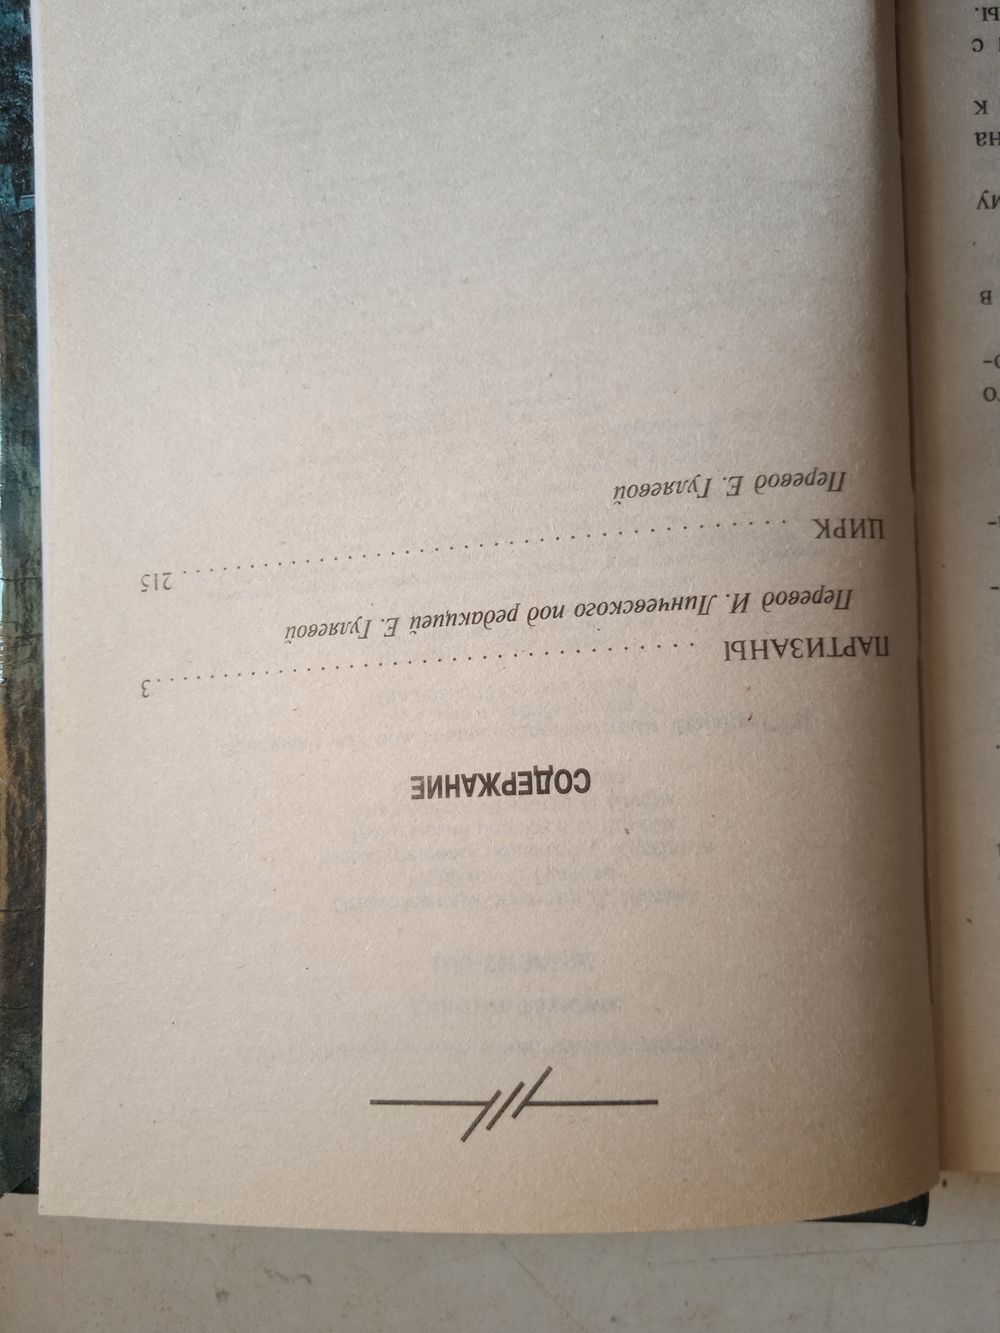 СОДЕРЖАНИЕ
ПАРТИЗАНЫ . . . . . . . . . . . . . . . . . . . . . . . . . . . . . . . . . . . . . . . . . . . 3
Перевод И. Линчевского под редакцией Е. Гуляевой
ЦИРК . . . . . . . . . . . . . . . . . . . . . . . . . . . . . . . . . . . . . . . . . . . . . 215
Перевод Е. Гуляевой